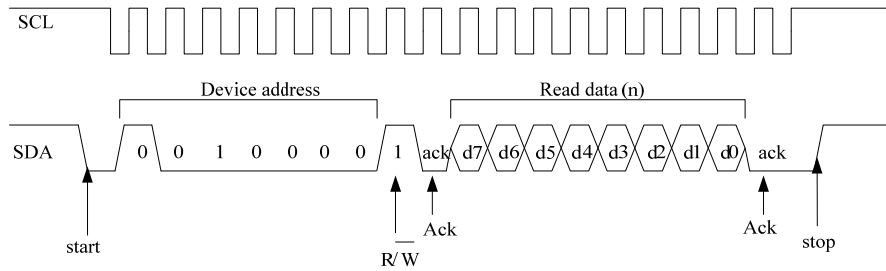 SCL
Device address
Read data (n)
SDA
0 0 1 0 0 0 0 1 ack d7 d6 d5 d4 d3 d2 d1 d0 ack
start
Ack
Ack
stop
R/W̅